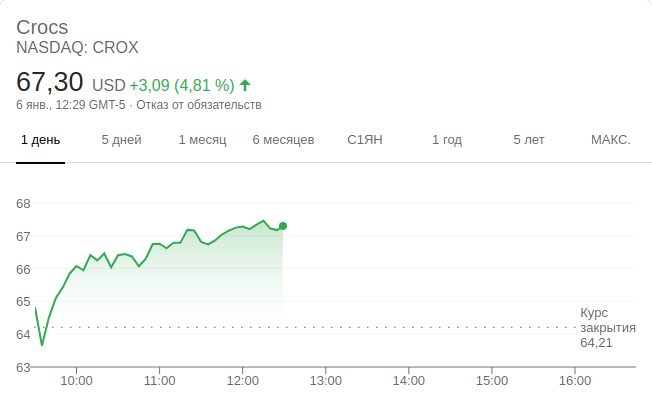 Crocs
NASDAQ: CROX
67,30 USD +3,09 (4,81 %)
6 янв., 12:29 GMT-5 · Отказ от обязательств
1 день 5 дней 1 месяц 6 месяцев С1ЯН 1 год 5 лет МАКС.
68
67
66
65
64
63
Курс
закрытия
64,21
10:00 11:00 12:00 13:00 14:00 15:00 16:00